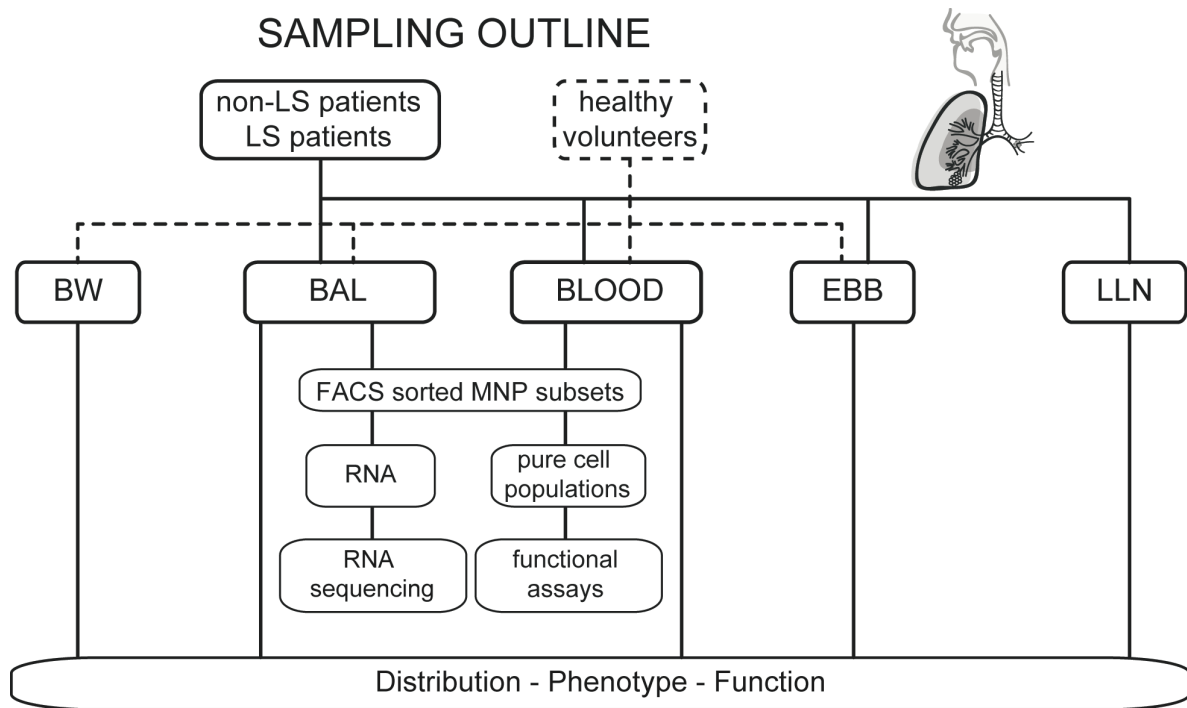 SAMPLING OUTLINE
non-LS patients
LS patients
healthy
volunteers
BW
BAL
BLOOD
EBB
LLN
FACS sorted MNP subsets
RNA
pure cell
populations
RNA
sequencing
functional
assays
Distribution - Phenotype - Function